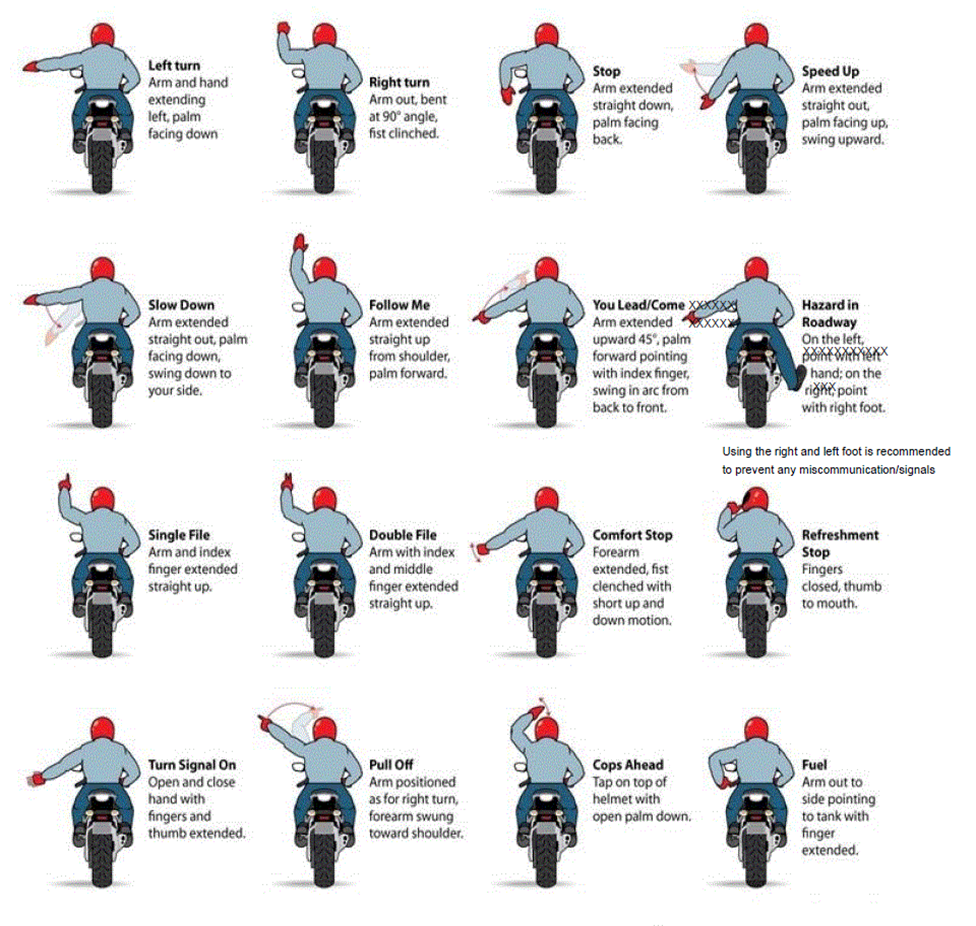 Left turn
Arm and hand
extending
left, palm
facing down
Right turn
Arm out, bent
at 90° angle,
fist clinched.
Stop
Arm extended
straight down,
palm facing
back.
Speed Up
Arm extended
straight out,
palm facing up,
swing upward.
Slow Down
Arm extended
straight out, palm
facing down,
swing down to
your side.
Follow Me
Arm extended
straight up
from shoulder,
palm forward.
You Lead/Come
Arm extended
upward 45°, palm
forward pointing
with index finger,
swing in arc from
back to front.
XXXXXX
XXXXXX
Hazard in
Roadway
On the left,
XXXXXXXXXXX
point with left
hand; on the
XXX
right, point
with right foot.
Using the right and left foot is recommended
to prevent any miscommunication/signals
Single File
Arm and index
finger extended
straight up.
Double File
Arm with index
and middle
finger extended
straight up.
Comfort Stop
Forearm
extended, fist
clenched with
short up and
down motion.
Refreshment
Stop
Fingers
closed, thumb
to mouth.
Turn Signal On
Open and close
hand with
fingers and
thumb extended.
Pull Off
Arm positioned
as for right turn,
forearm swung
toward shoulder.
Cops Ahead
Tap on top of
helmet with
open palm down.
Fuel
Arm out to
side pointing
to tank with
finger
extended.